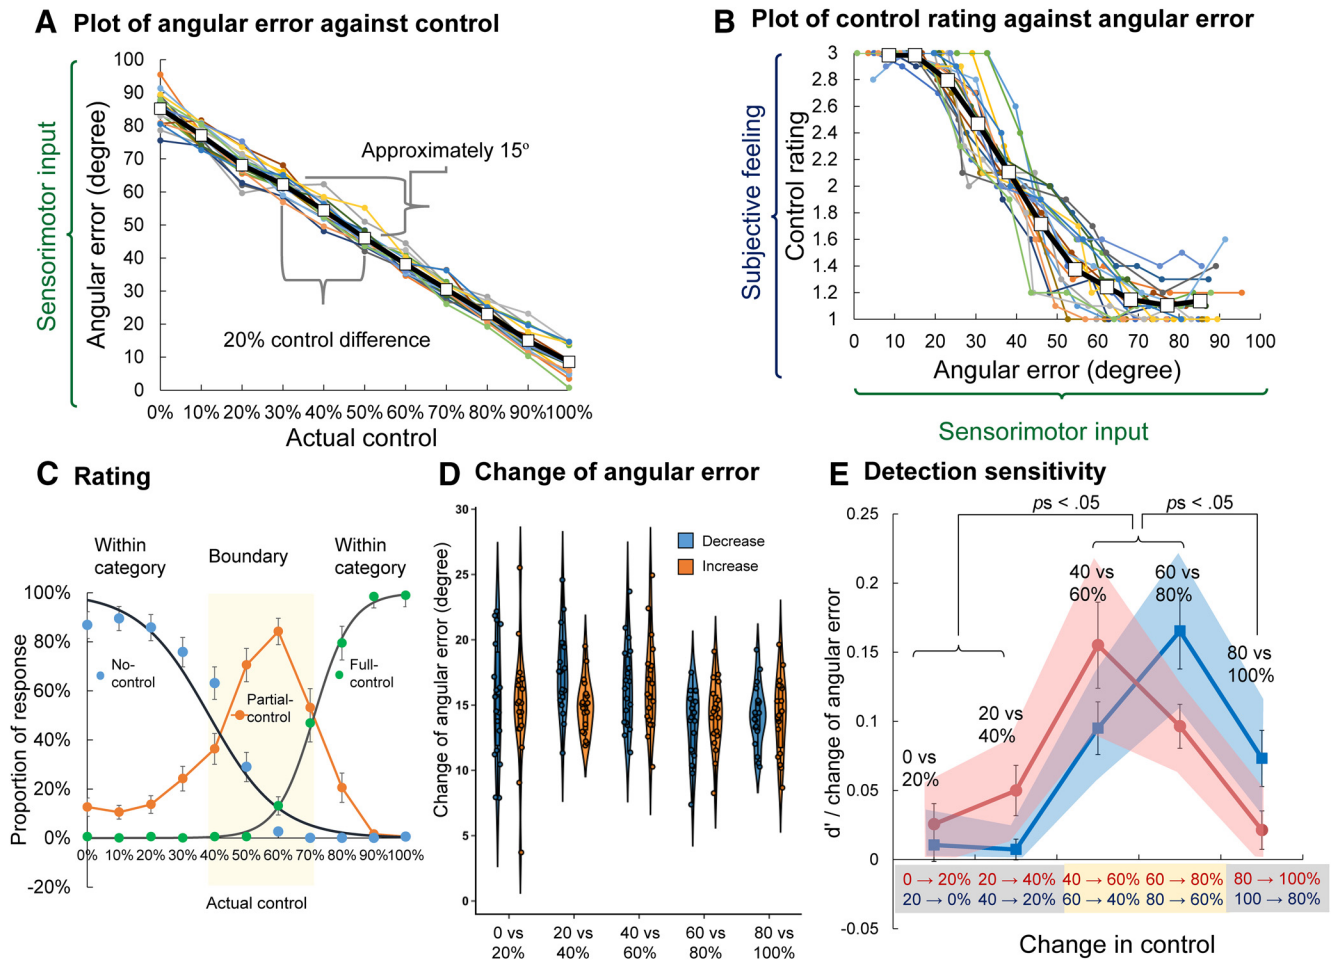 A Plot of angular error against control
Sensorimotor input
Angular error (degree)
100
90
80
70
60
50
40
30
20
10
0
Approximately 15°
20% control difference
0% 10% 20% 30% 40% 50% 60% 70% 80% 90%100%
Actual control
B Plot of control rating against angular error
Subjective feeling
Control rating
3
2.8
2.6
2.4
2.2
2
1.8
1.6
1.4
1.2
1
0 10 20 30 40 50 60 70 80 90 100
Angular error (degree)
Sensorimotor input
C Rating
Within
category
Boundary
Within
category
Proportion of response
100%
80%
60%
40%
20%
0%
-20%
No-
control
Partial-
control
Full-
control
0% 10% 20% 30% 40% 50% 60% 70% 80% 90%100%
Actual control
D Change of angular error
Change of angular error (degree)
30
25
20
15
10
5
0
Decrease
Increase
0 vs
20%
20 vs
40%
40 vs
60%
60 vs
80%
80 vs
100%
E Detection sensitivity
d' / change of angular error
0.25
0.2
0.15
0.1
0.05
0
-0.05
ps < .05
ps < .05
0 vs
20%
20 vs
40%
40 vs
60%
60 vs
80%
80 vs
100%
0 → 20% 20 → 40% 40 → 60% 60 → 80% 80 → 100%
20 → 0% 40 → 20% 60 → 40% 80 → 60% 100 → 80%
Change in control